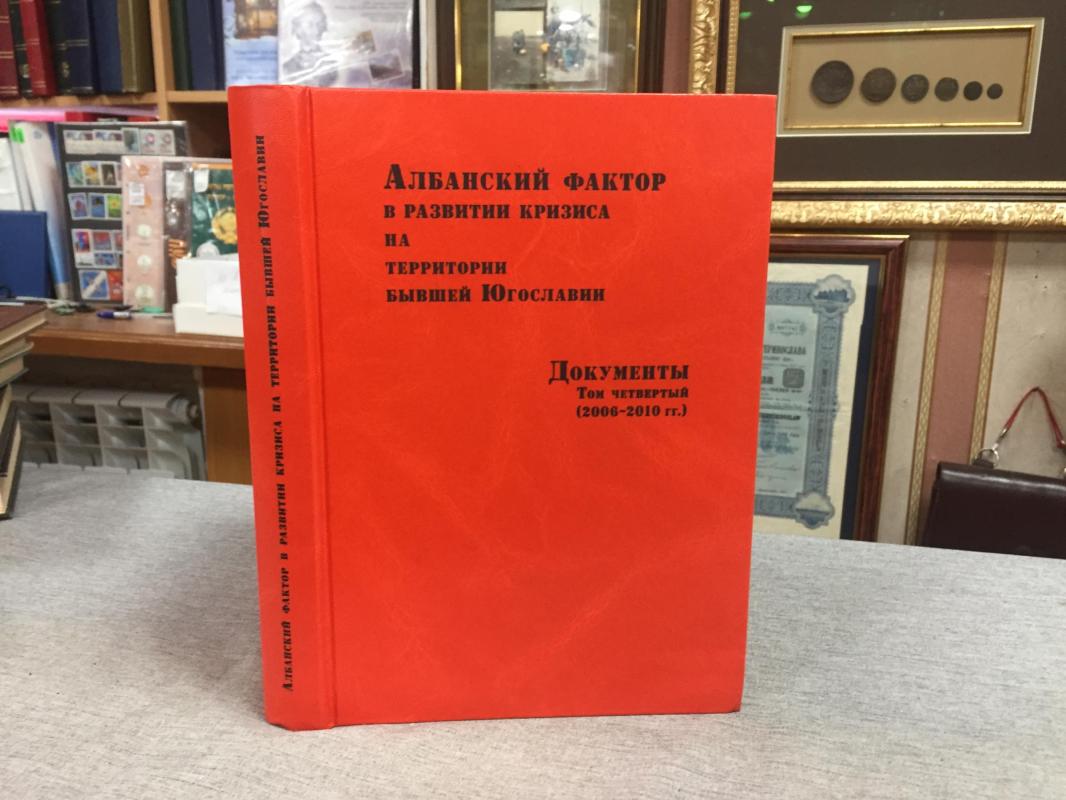 Албанский фактор
в развитии кризиса
на
территории
бывшей Югославии
Документы
Том четвертый
(2006-2010 гг.)
Албанский фактор в развитии кризиса на территории бывшей Югославии